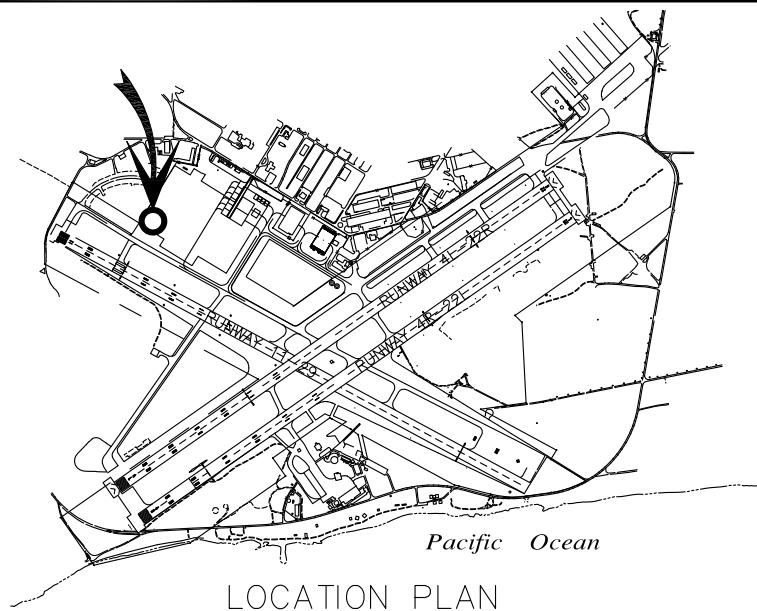 RUNWAY 4L-22R
RUNWAY 4R-22L
RUNWAY 11-29
Pacific Ocean
LOCATION PLAN